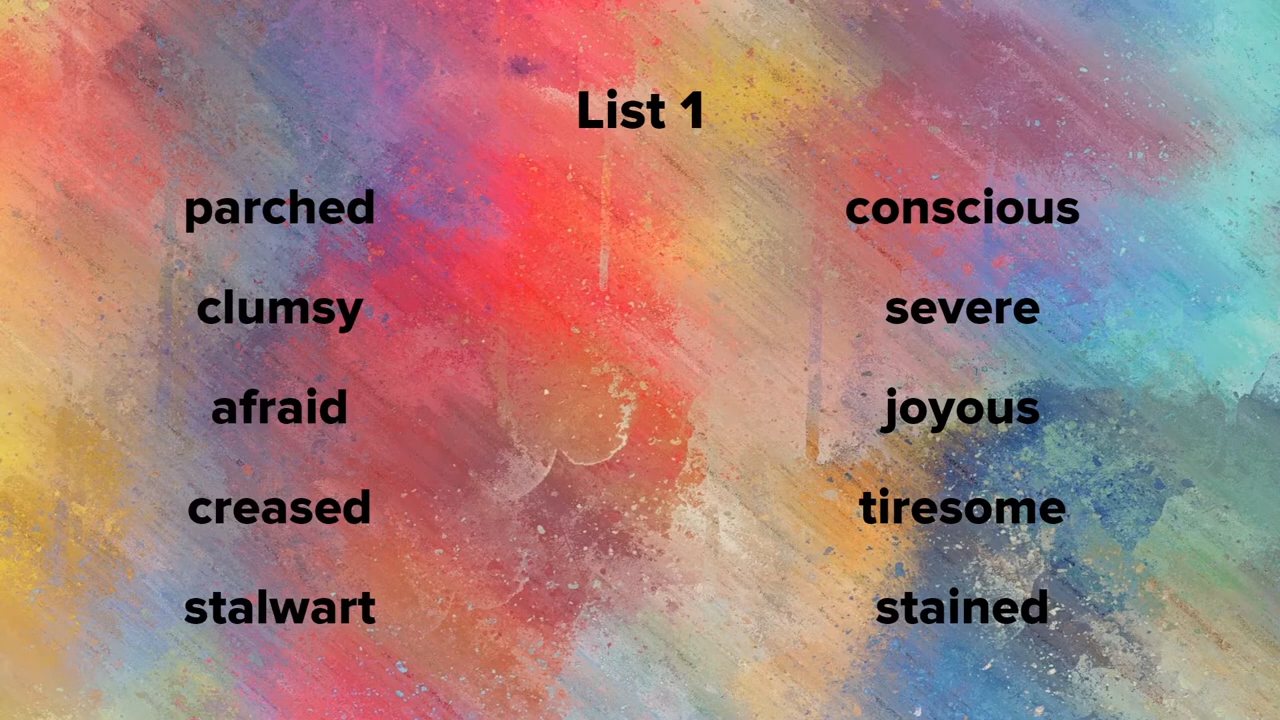 List 1
parched
clumsy
afraid
creased
stalwart
conscious
severe
joyous
tiresome
stained